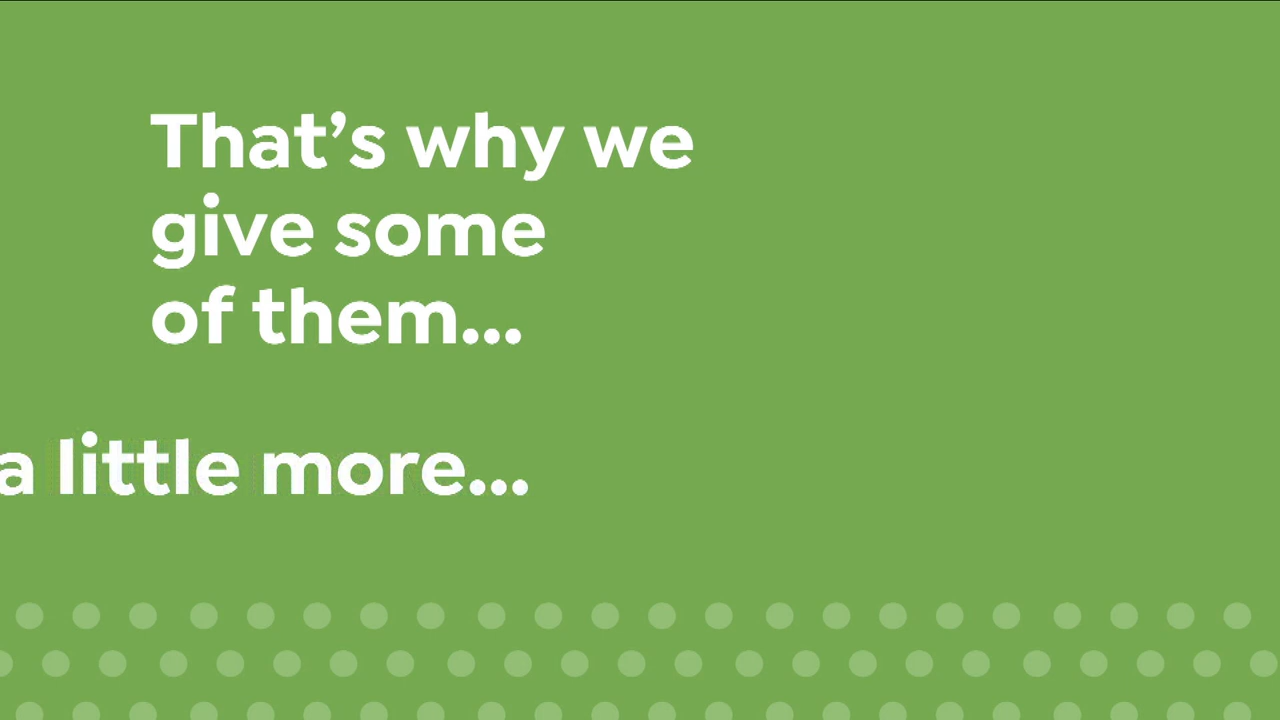 That’s why we
give some
of them...
a little more...